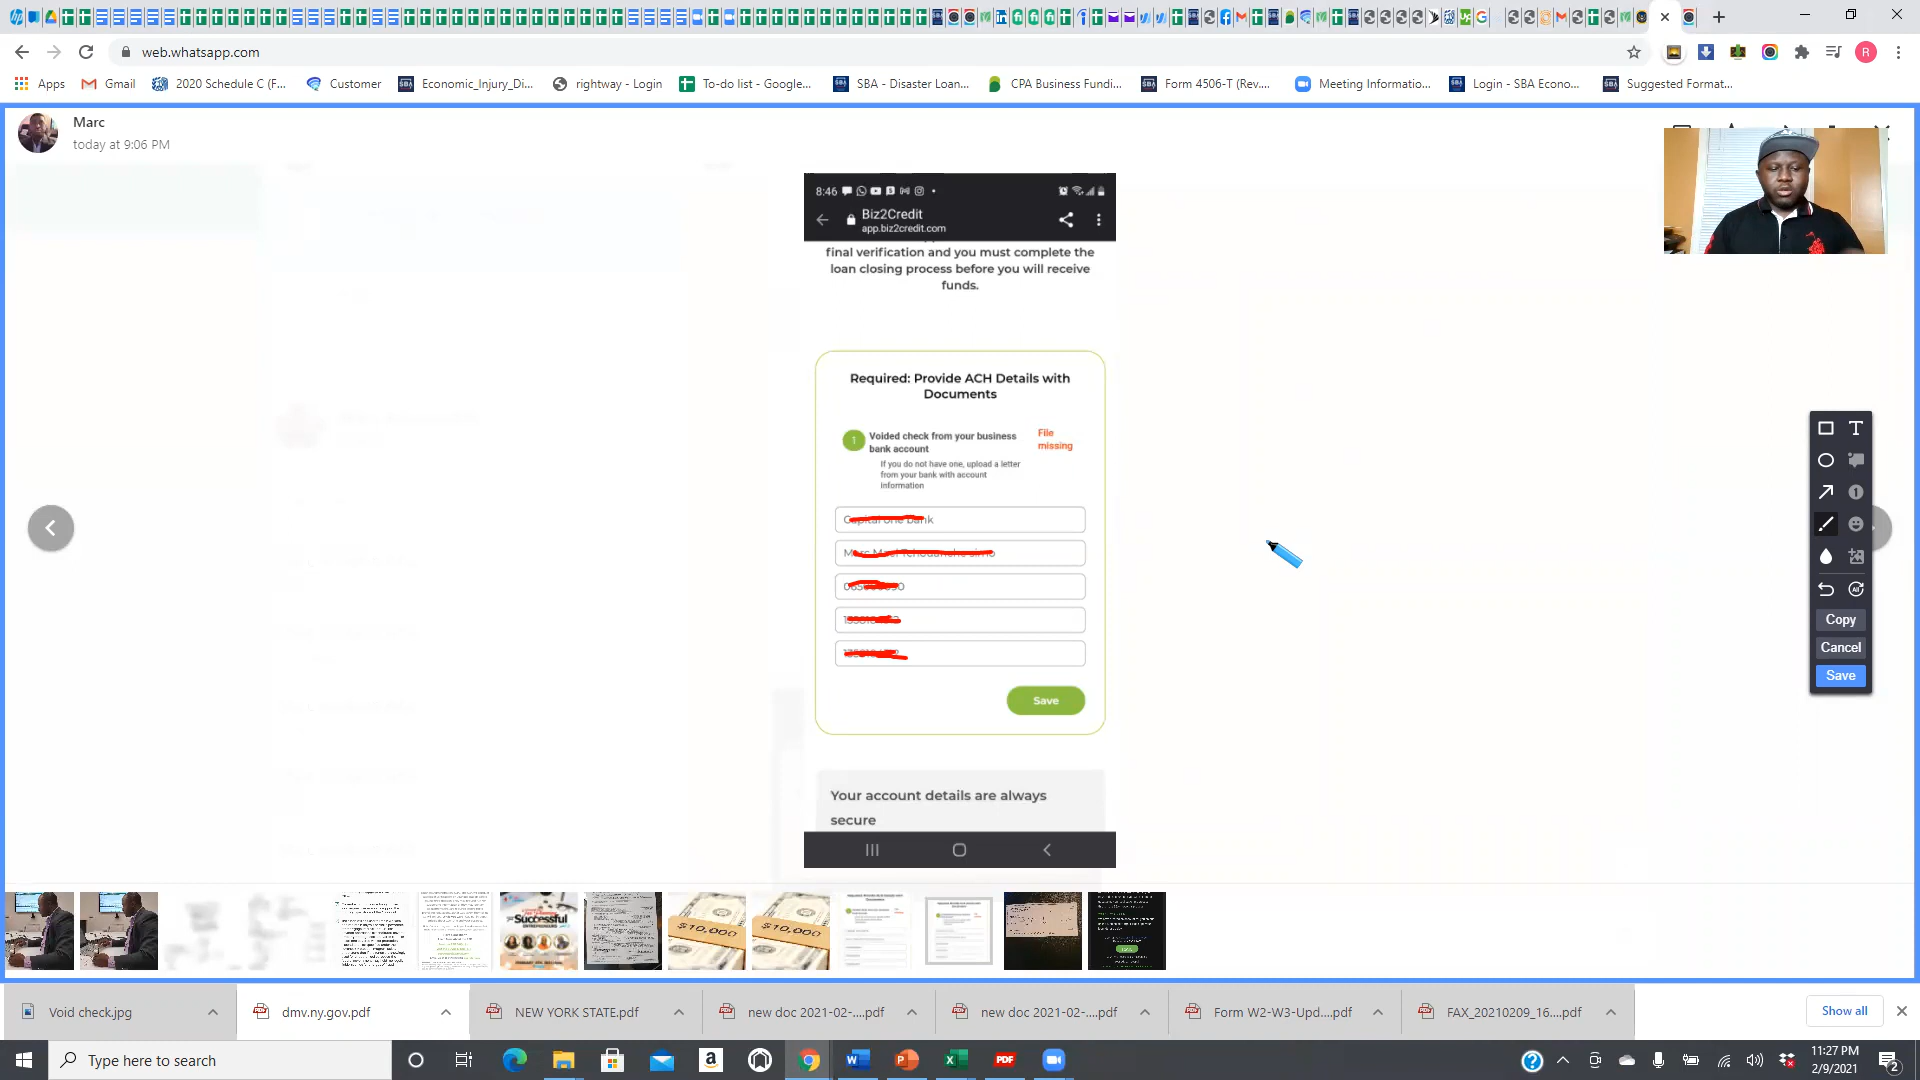 web.whatsapp.com
R
Apps
Gmail
2020 Schedule C (F...
Customer
Economic_Injury_Di...
rightway - Login
To-do list - Google...
SBA - Disaster Loan...
CPA Business Fundi...
Form 4506-T (Rev....
Meeting Informatio...
Login - SBA Econo...
Suggested Format...
Marc
today at 9:06 PM
8:46
Biz2Credit
app.biz2credit.com
final verification and you must complete the
loan closing process before you will receive
funds.
Required: Provide ACH Details with
Documents
1
Voided check from your business
bank account
File
missing
If you do not have one, upload a letter
from your bank with account
information
Save
Your account details are always
secure
T
1
Copy
Cancel
Save
Successful
$10,000
$10,000
Void check.jpg
dmv.ny.gov.pdf
NEW YORK STATE.pdf
new doc 2021-02-....pdf
new doc 2021-02-....pdf
Form W2-W3-Upd....pdf
FAX_20210209_16....pdf
Show all
Type here to search
11:27 PM
2/9/2021
2